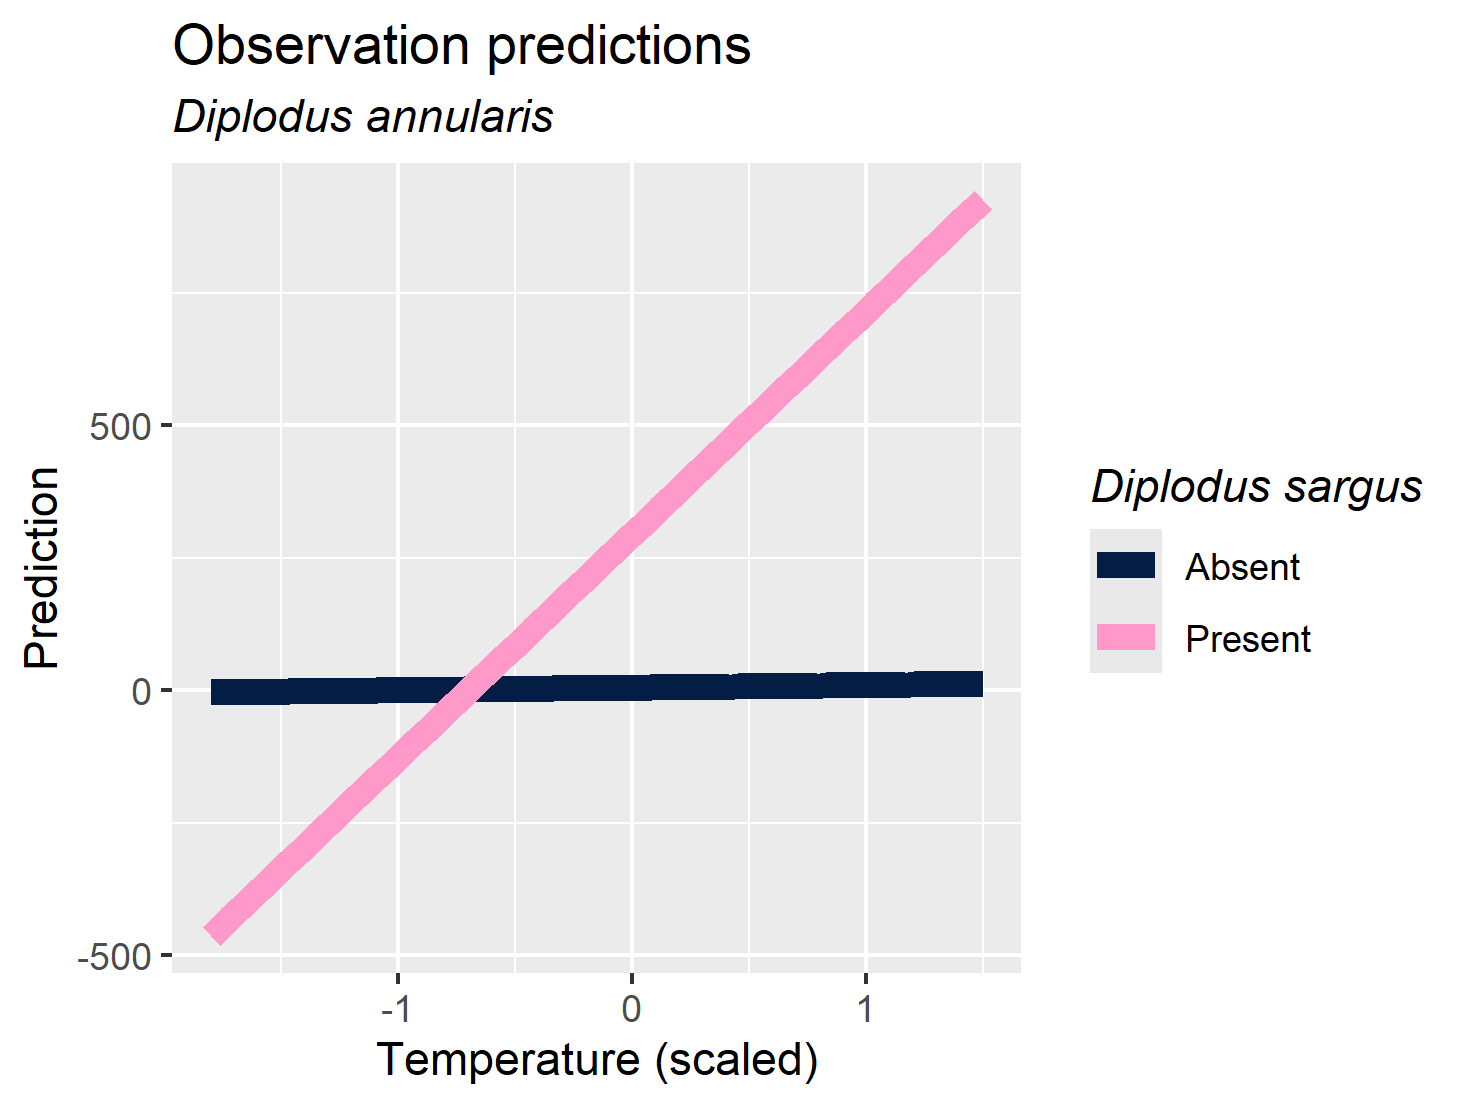 Observation predictions
Diplodus annularis
Prediction
500
0
-500
-1
0
1
Temperature (scaled)
Diplodus sargus
Absent
Present